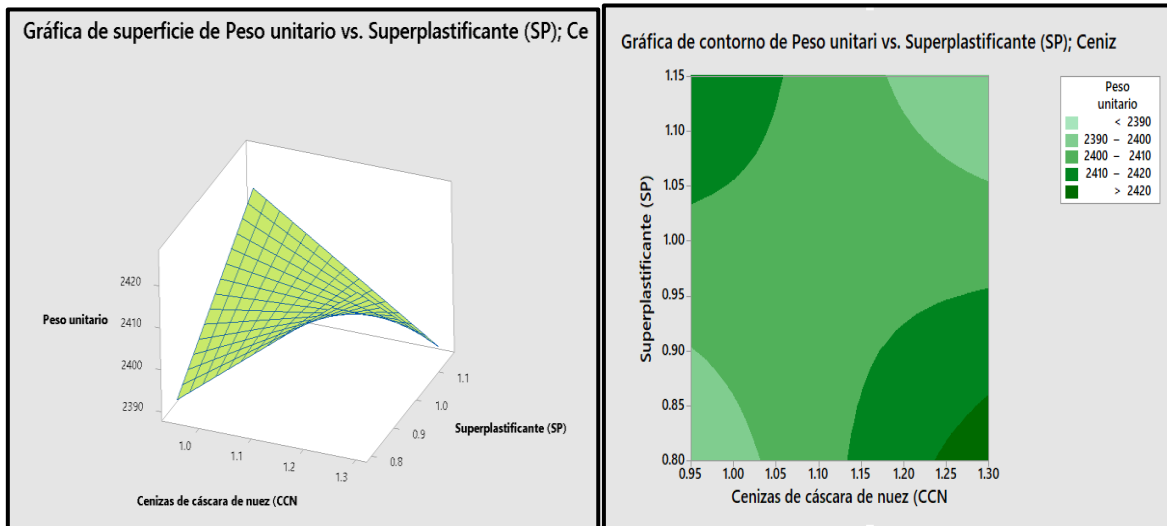 Gráfica de superficie de Peso unitario vs. Superplastificante (SP); Ce
2420
2410
2400
2390
Peso unitario
1.0
1.1
1.2
1.3
Cenizas de cáscara de nuez (CCN
1.1
1.0
0.9
0.8
Superplastificante (SP)
Gráfica de contorno de Peso unitari vs. Superplastificante (SP); Ceniz
1.15
1.10
1.05
1.00
0.95
0.90
0.85
0.80
Superplastificante (SP)
0.95 1.00 1.05 1.10 1.15 1.20 1.25 1.30
Cenizas de cáscara de nuez (CCN
Peso
unitario
< 2390
2390 – 2400
2400 – 2410
2410 – 2420
> 2420